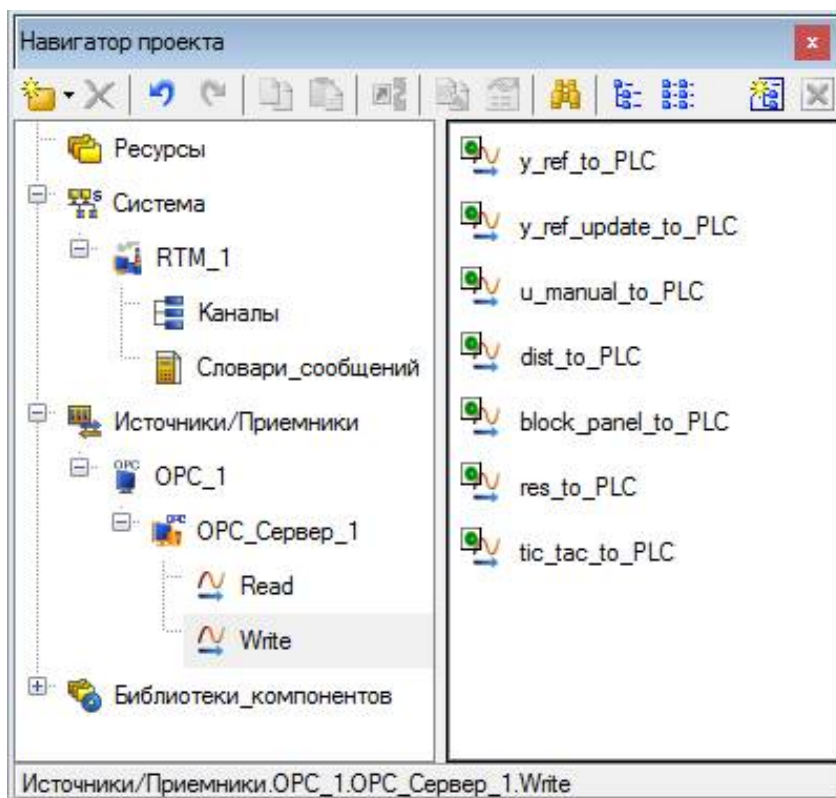 Навигатор проекта
Ресурсы
Система
RTM_1
Каналы
Словари_сообщений
Источники/Приемники
OPC
OPC_1
OPC_Сервер_1
Read
Write
Библиотеки_компонентов
y_ref_to_PLC
y_ref_update_to_PLC
u_manual_to_PLC
dist_to_PLC
block_panel_to_PLC
res_to_PLC
tic_tac_to_PLC
Источники/Приемники.OPC_1.OPC_Сервер_1.Write